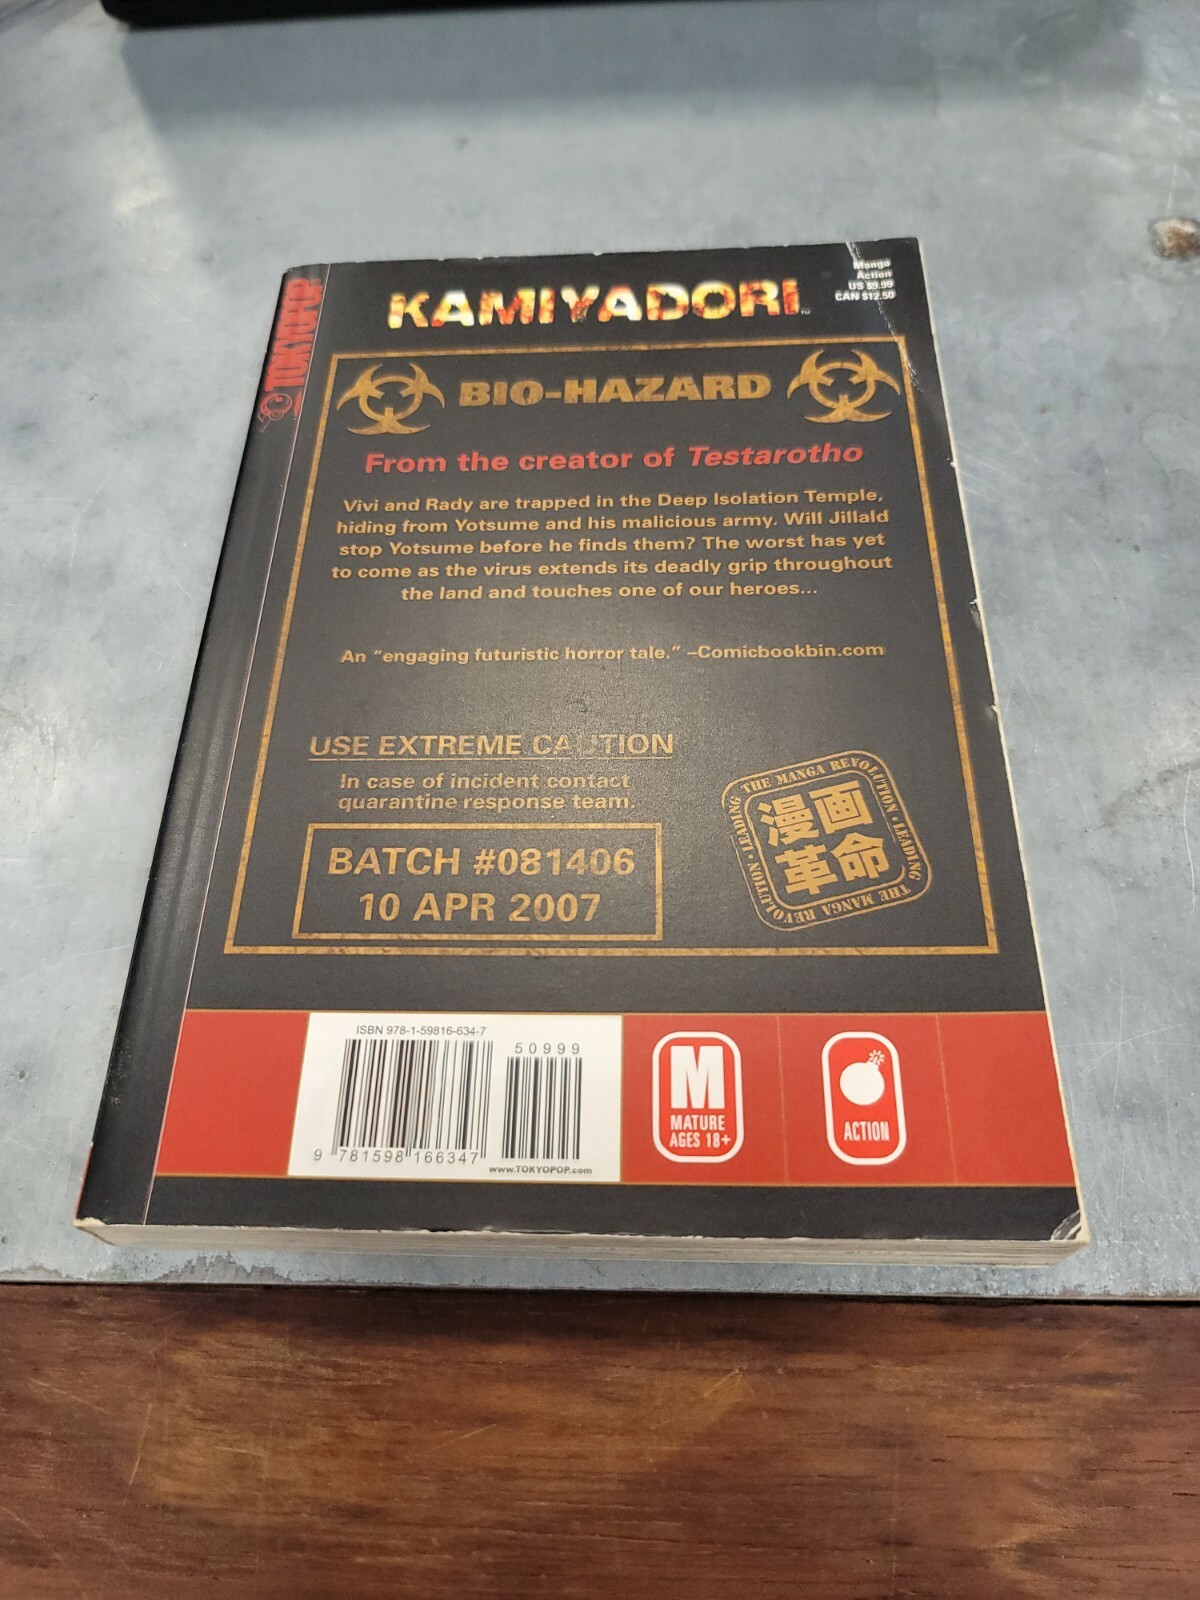 TOKYOPOP
KAMIYADORI™
Manga
Action
US $9.99
CAN $12.50
BIO-HAZARD
From the creator of Testarotho
Vivi and Rady are trapped in the Deep Isolation Temple,
hiding from Yotsume and his malicious army. Will Jillald
stop Yotsume before he finds them? The worst has yet
to come as the virus extends its deadly grip throughout
the land and touches one of our heroes...
An "engaging futuristic horror tale." –Comicbookbin.com
USE EXTREME CAUTION
In case of incident contact
quarantine response team.
BATCH #081406
10 APR 2007
LEADING THE MANGA REVOLUTION • LEADING THE MANGA REVOLUTION •
漫画
革命
ISBN 978-1-59816-634-7
50999
9 781598 166347
www.TOKYOPOP.com
M
MATURE
AGES 18+
ACTION